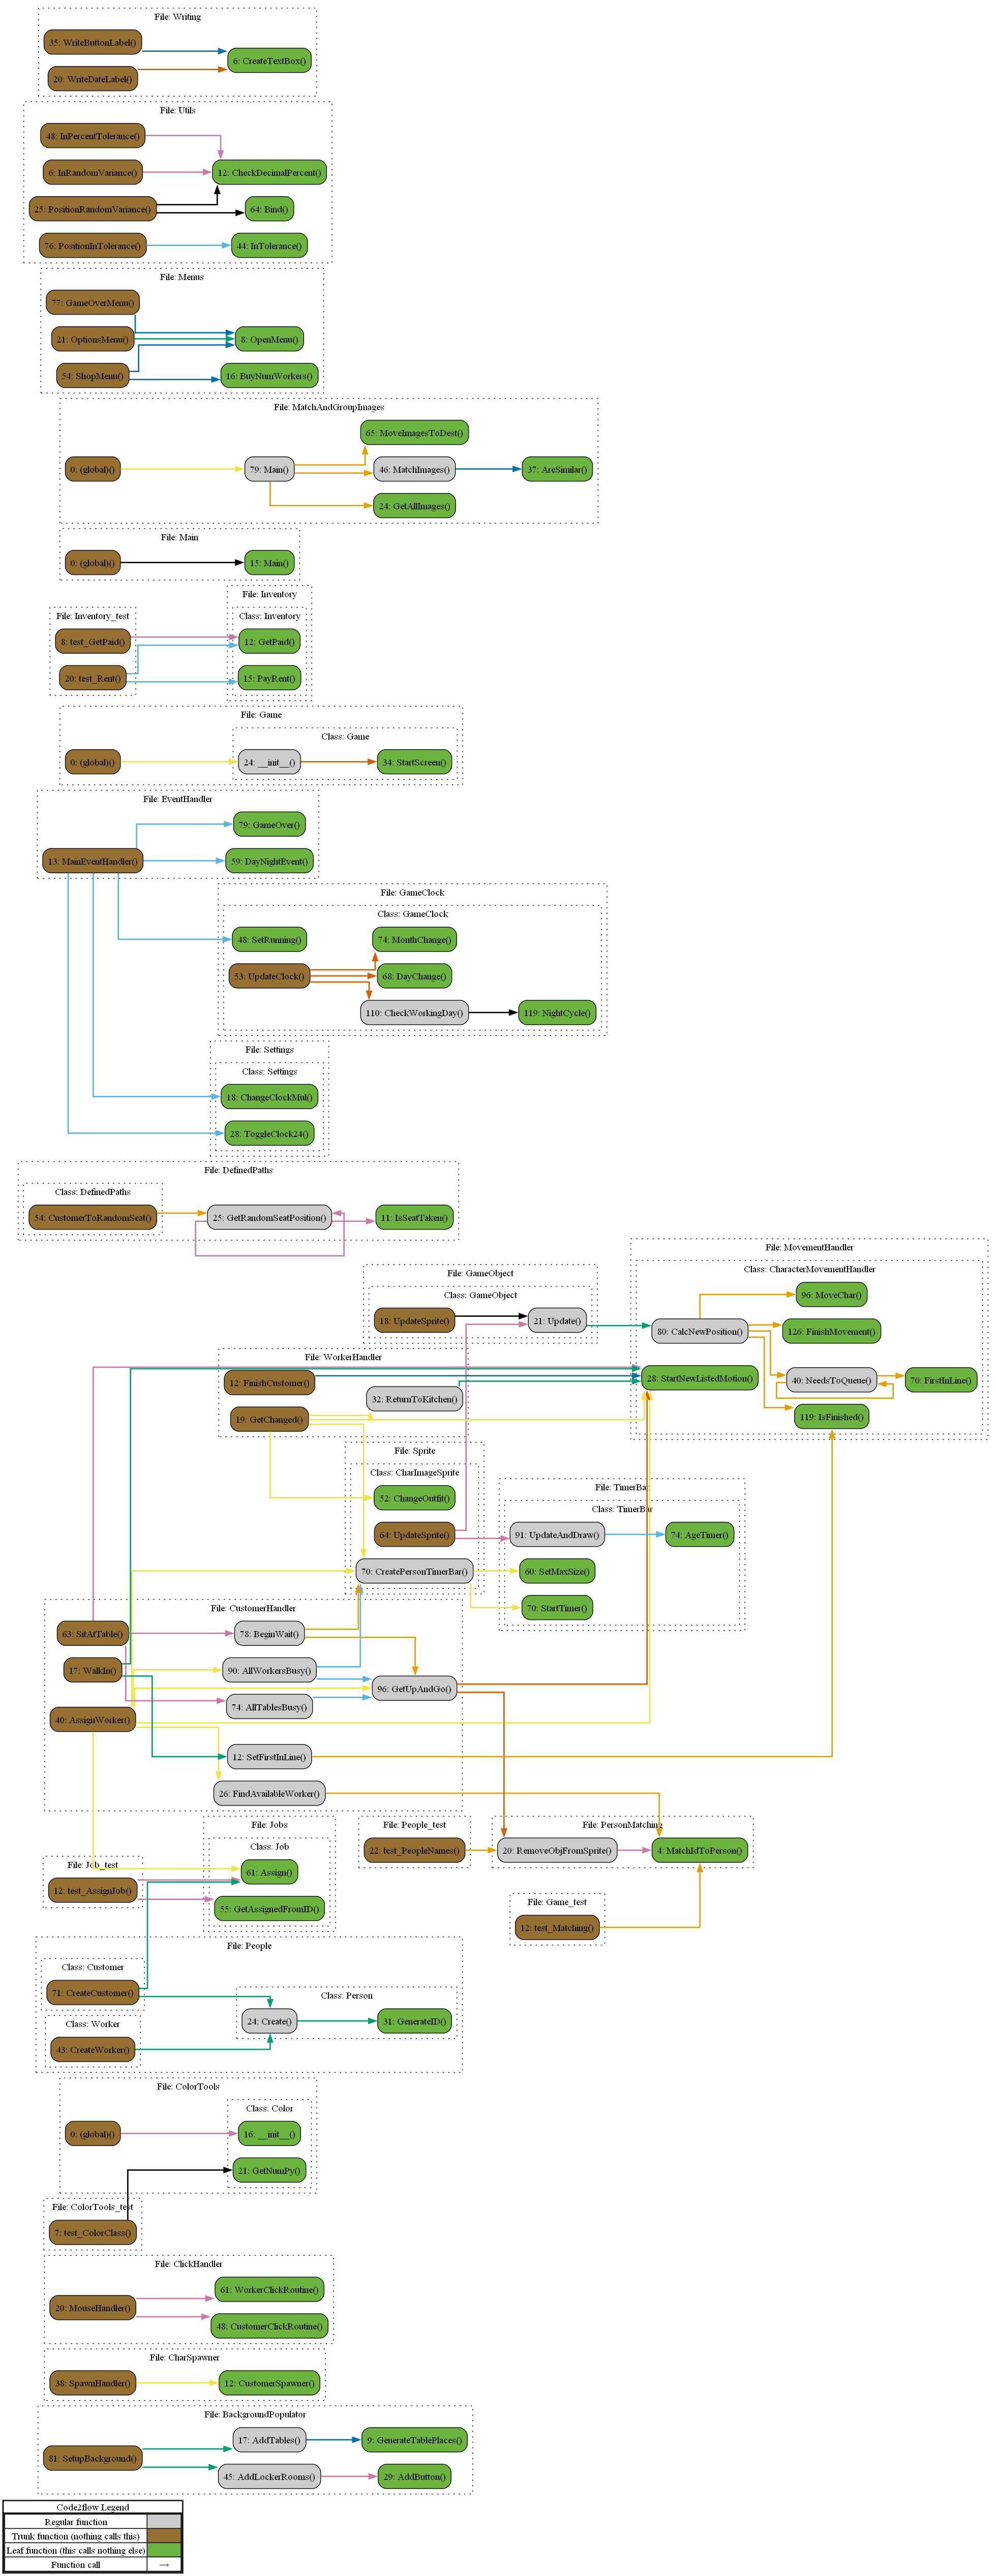 File: Writing
35: WriteButtonLabel()
6: CreateTextBox()
20: WriteDateLabel()
File: Utils
48: InPercentTolerance()
6: InRandomVariance()
12: CheckDecimalPercent()
25: PositionRandomVariance()
64: Bind()
76: PositionInTolerance()
44: InTolerance()
File: Menus
77: GameOverMenu()
21: OptionsMenu()
8: OpenMenu()
54: ShopMenu()
16: BuyNumWorkers()
File: MatchAndGroupImages
65: MoveImagesToDest()
0: (global)()
79: Main()
46: MatchImages()
37: AreSimilar()
24: GetAllImages()
File: Main
0: (global)()
15: Main()
File: Inventory
File: Inventory_test
Class: Inventory
8: test_GetPaid()
12: GetPaid()
20: test_Rent()
15: PayRent()
File: Game
Class: Game
0: (global)()
24: __init__()
34: StartScreen()
File: EventHandler
79: GameOver()
13: MainEventHandler()
59: DayNightEvent()
File: GameClock
Class: GameClock
48: SetRunning()
74: MonthChange()
53: UpdateClock()
68: DayChange()
110: CheckWorkingDay()
119: NightCycle()
File: Settings
Class: Settings
18: ChangeClockMul()
28: ToggleClock24()
File: DefinedPaths
Class: DefinedPaths
54: CustomerToRandomSeat()
25: GetRandomSeatPosition()
11: IsSeatTaken()
File: MovementHandler
Class: CharacterMovementHandler
File: GameObject
Class: GameObject
96: MoveChar()
18: UpdateSprite()
21: Update()
80: CalcNewPosition()
126: FinishMovement()
File: WorkerHandler
12: FinishCustomer()
28: StartNewListedMotion()
40: NeedsToQueue()
70: FirstInLine()
32: ReturnToKitchen()
19: GetChanged()
119: IsFinished()
File: Sprite
Class: CharImageSprite
File: TimerBar
52: ChangeOutfit()
Class: TimerBar
64: UpdateSprite()
91: UpdateAndDraw()
74: AgeTimer()
70: CreatePersonTimerBar()
60: SetMaxSize()
70: StartTimer()
File: CustomerHandler
63: SitAtTable()
78: BeginWait()
17: WalkIn()
90: AllWorkersBusy()
96: GetUpAndGo()
74: AllTablesBusy()
40: AssignWorker()
12: SetFirstInLine()
26: FindAvailableWorker()
File: Jobs
File: People_test
File: PersonMatching
Class: Job
22: test_PeopleNames()
20: RemoveObjFromSprite()
4: MatchIdToPerson()
File: Job_test
61: Assign()
12: test_AssignJob()
55: GetAssignedFromID()
File: Game_test
12: test_Matching()
File: People
Class: Customer
71: CreateCustomer()
Class: Person
24: Create()
31: GenerateID()
Class: Worker
43: CreateWorker()
File: ColorTools
Class: Color
0: (global)()
16: __init__()
21: GetNumPy()
File: ColorTools_test
7: test_ColorClass()
File: ClickHandler
61: WorkerClickRoutine()
20: MouseHandler()
48: CustomerClickRoutine()
File: CharSpawner
38: SpawnHandler()
12: CustomerSpawner()
File: BackgroundPopulator
17: AddTables()
9: GenerateTablePlaces()
81: SetupBackground()
45: AddLockerRooms()
29: AddButton()
Code2flow Legend
Regular function
Trunk function (nothing calls this)
Leaf function (this calls nothing else)
Function call
→